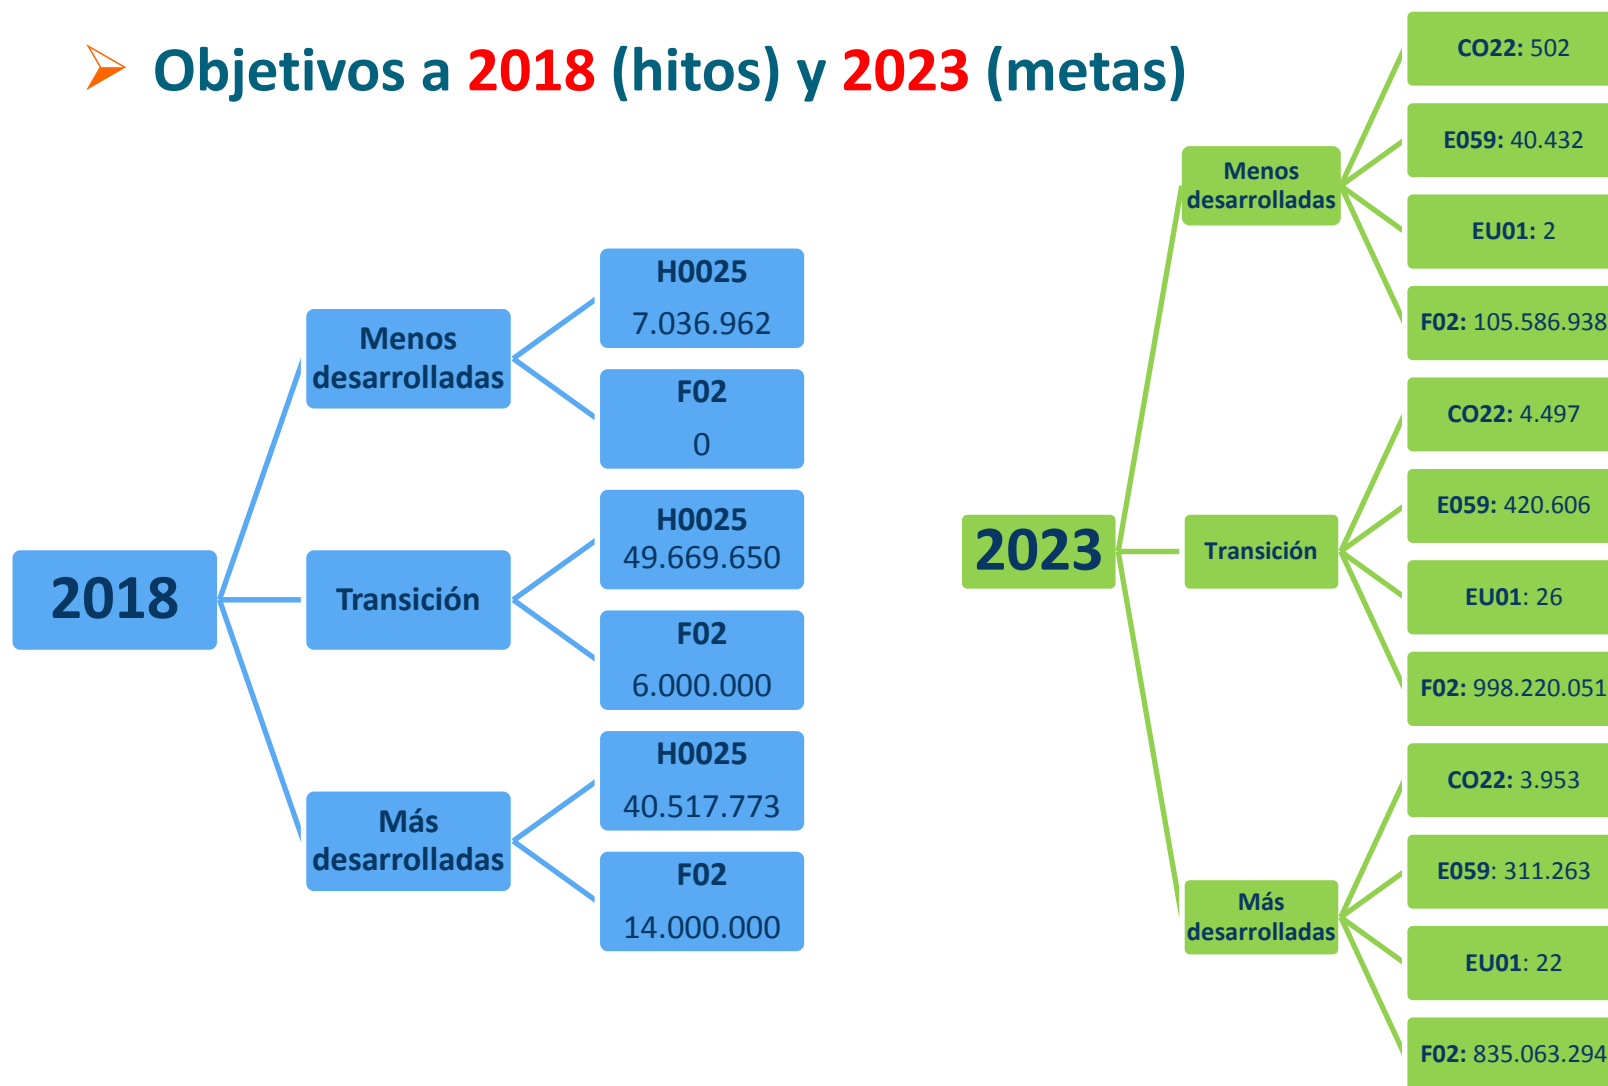 Objetivos a 2018 (hitos) y 2023 (metas)
2018
Menos
desarrolladas
H0025
7.036.962
F02
0
Transición
H0025
49.669.650
F02
6.000.000
Más
desarrolladas
H0025
40.517.773
F02
14.000.000
2023
Menos
desarrolladas
CO22: 502
E059: 40.432
EU01: 2
F02: 105.586.938
Transición
CO22: 4.497
E059: 420.606
EU01: 26
F02: 998.220.051
Más
desarrolladas
CO22: 3.953
E059: 311.263
EU01: 22
F02: 835.063.294